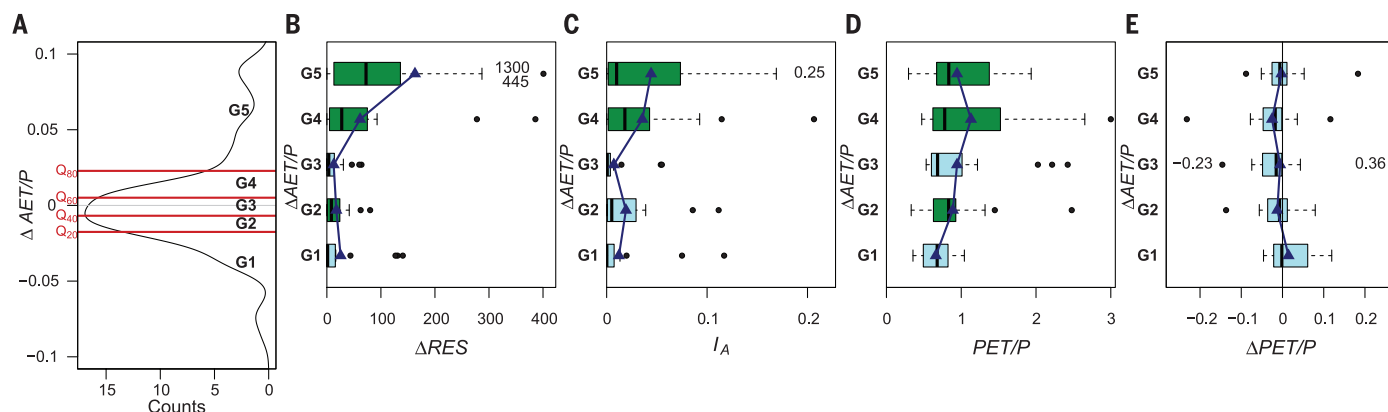 A
0.1
0.05
0
−0.05
−0.1
Δ AET/P
Q80
Q60
Q40
Q20
G5
G4
G3
G2
G1
15 10 5 0
Counts
B
ΔAET/P
G5
G4
G3
G2
G1
1300
445
0 100 200 300 400
ΔRES
C
ΔAET/P
G5
G4
G3
G2
G1
0.25
0 0.1 0.2
I_A
D
ΔAET/P
G5
G4
G3
G2
G1
0 1 2 3
PET/P
E
ΔAET/P
G5
G4
G3
G2
G1
−0.23 0.36
−0.2 −0.1 0 0.1 0.2
ΔPET/P